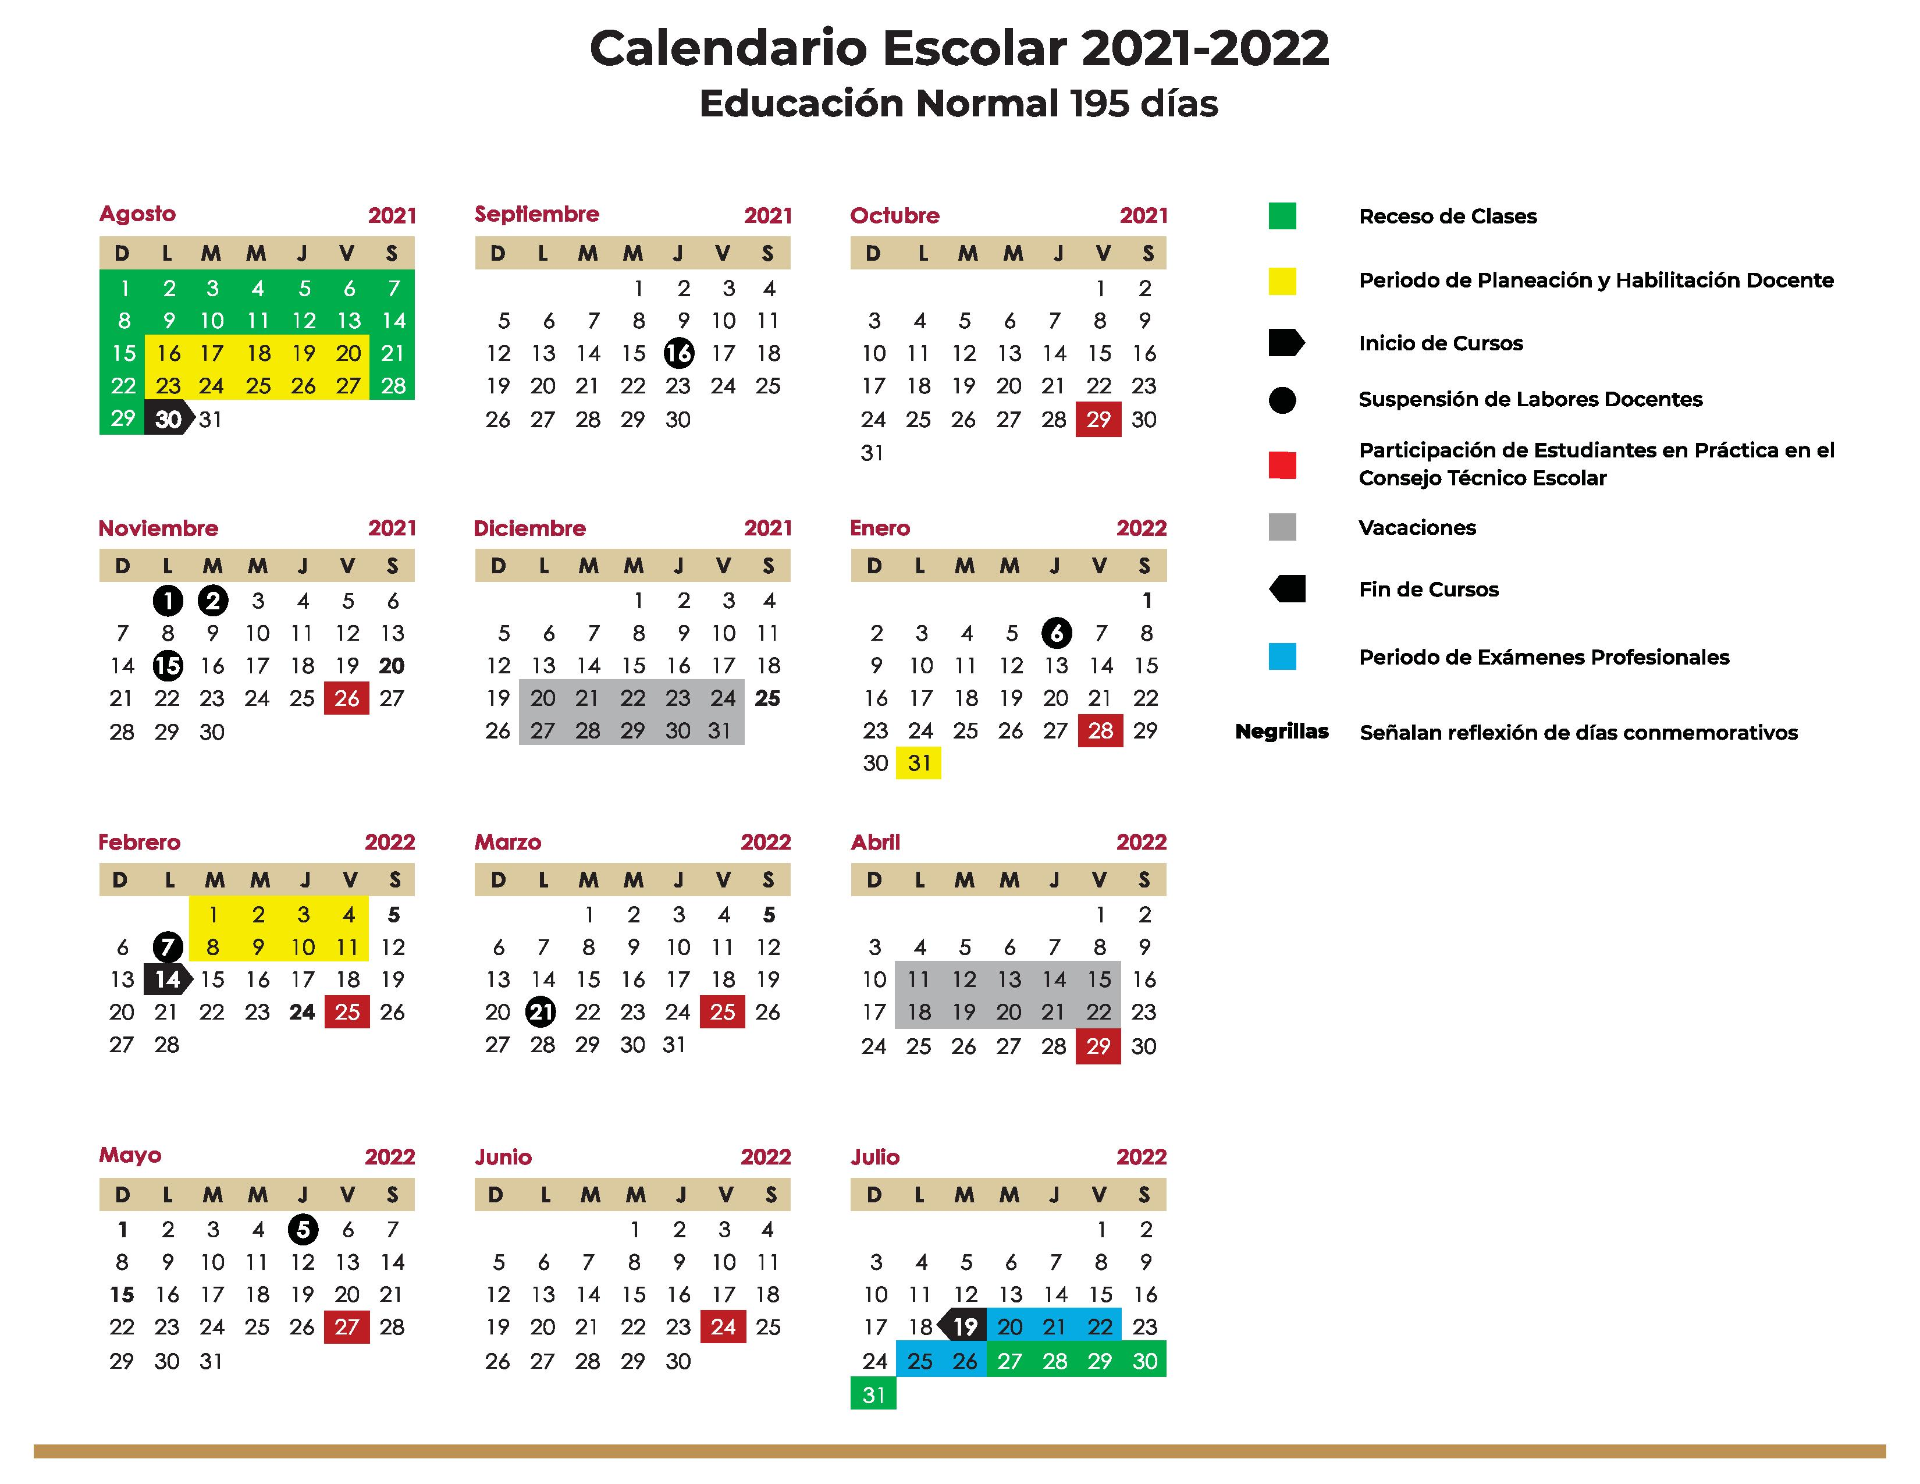 Calendario Escolar 2021-2022
Educación Normal 195 días
Agosto 2021
D L M M J V S
1 2 3 4 5 6 7
8 9 10 11 12 13 14
15 16 17 18 19 20 21
22 23 24 25 26 27 28
29 30 31
Septiembre 2021
D L M M J V S
1 2 3 4
5 6 7 8 9 10 11
12 13 14 15 16 17 18
19 20 21 22 23 24 25
26 27 28 29 30
Octubre 2021
D L M M J V S
1 2
3 4 5 6 7 8 9
10 11 12 13 14 15 16
17 18 19 20 21 22 23
24 25 26 27 28 29 30
31
Noviembre 2021
D L M M J V S
1 2 3 4 5 6
7 8 9 10 11 12 13
14 15 16 17 18 19 20
21 22 23 24 25 26 27
28 29 30
Diciembre 2021
D L M M J V S
1 2 3 4
5 6 7 8 9 10 11
12 13 14 15 16 17 18
19 20 21 22 23 24 25
26 27 28 29 30 31
Enero 2022
D L M M J V S
1
2 3 4 5 6 7 8
9 10 11 12 13 14 15
16 17 18 19 20 21 22
23 24 25 26 27 28 29
30 31
Febrero 2022
D L M M J V S
1 2 3 4 5
6 7 8 9 10 11 12
13 14 15 16 17 18 19
20 21 22 23 24 25 26
27 28
Marzo 2022
D L M M J V S
1 2 3 4 5
6 7 8 9 10 11 12
13 14 15 16 17 18 19
20 21 22 23 24 25 26
27 28 29 30 31
Abril 2022
D L M M J V S
1 2
3 4 5 6 7 8 9
10 11 12 13 14 15 16
17 18 19 20 21 22 23
24 25 26 27 28 29 30
Mayo 2022
D L M M J V S
1 2 3 4 5 6 7
8 9 10 11 12 13 14
15 16 17 18 19 20 21
22 23 24 25 26 27 28
29 30 31
Junio 2022
D L M M J V S
1 2 3 4
5 6 7 8 9 10 11
12 13 14 15 16 17 18
19 20 21 22 23 24 25
26 27 28 29 30
Julio 2022
D L M M J V S
1 2
3 4 5 6 7 8 9
10 11 12 13 14 15 16
17 18 19 20 21 22 23
24 25 26 27 28 29 30
31
Receso de Clases
Periodo de Planeación y Habilitación Docente
Inicio de Cursos
Suspensión de Labores Docentes
Participación de Estudiantes en Práctica en el
Consejo Técnico Escolar
Vacaciones
Fin de Cursos
Periodo de Exámenes Profesionales
Negrillas Señalan reflexión de días conmemorativos